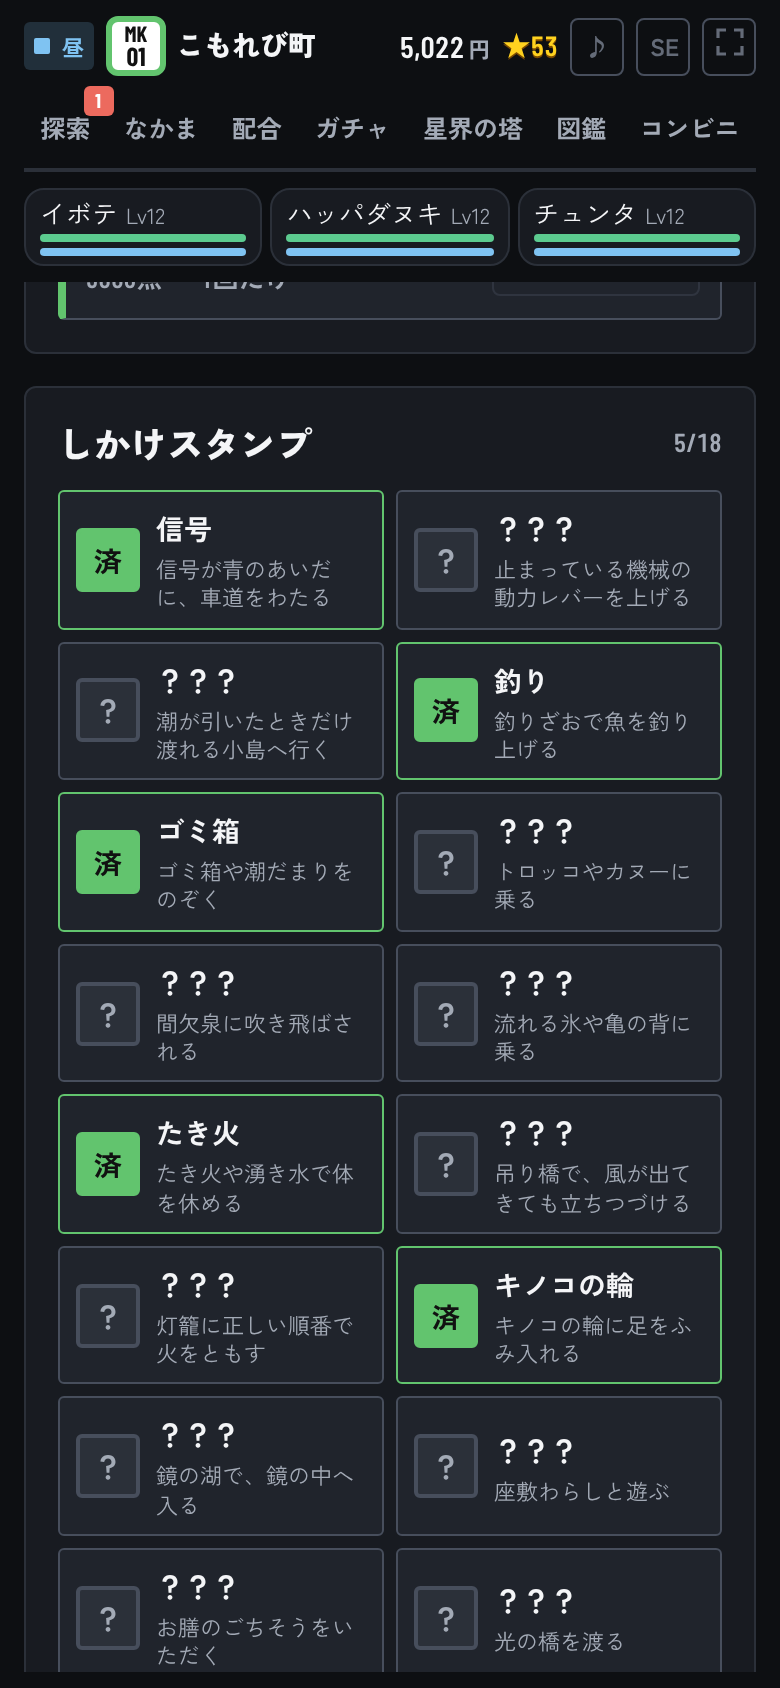 昼 MK 01 こもれび町 5,022 円 ★53 ♪ SE
1
探索 なかま 配合 ガチャ 星界の塔 図鑑 コンビニ
イボテ Lv12 ハッパダヌキ Lv12 チュンタ Lv12
しかけスタンプ 5/18
済 信号
信号が青のあいだ
に、車道をわたる
? ？？？
止まっている機械の
動力レバーを上げる
? ？？？
潮が引いたときだけ
渡れる小島へ行く
済 釣り
釣りざおで魚を釣り
上げる
済 ゴミ箱
ゴミ箱や潮だまりを
のぞく
? ？？？
トロッコやカヌーに
乗る
? ？？？
間欠泉に吹き飛ばさ
れる
? ？？？
流れる氷や亀の背に
乗る
済 たき火
たき火や湧き水で体
を休める
? ？？？
吊り橋で、風が出て
きても立ちつづける
? ？？？
灯籠に正しい順番で
火をともす
済 キノコの輪
キノコの輪に足をふ
み入れる
? ？？？
鏡の湖で、鏡の中へ
入る
? ？？？
座敷わらしと遊ぶ
? ？？？
お膳のごちそうをい
ただく
? ？？？
光の橋を渡る